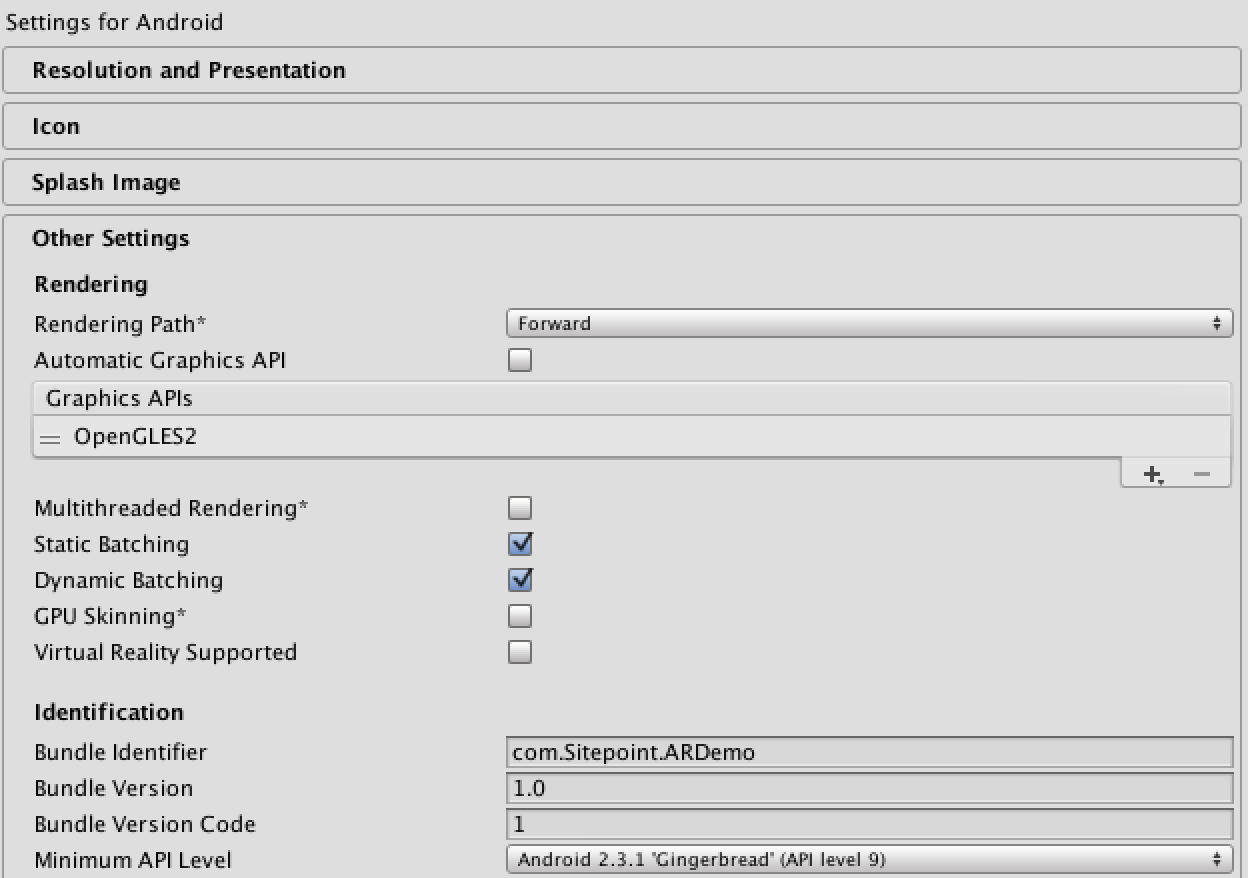 Settings for Android
Resolution and Presentation
Icon
Splash Image
Other Settings
Rendering
Rendering Path* Forward
Automatic Graphics API
Graphics APIs
OpenGLES2
Multithreaded Rendering*
Static Batching
Dynamic Batching
GPU Skinning*
Virtual Reality Supported
Identification
Bundle Identifier com.Sitepoint.ARDemo
Bundle Version 1.0
Bundle Version Code 1
Minimum API Level Android 2.3.1 'Gingerbread' (API level 9)